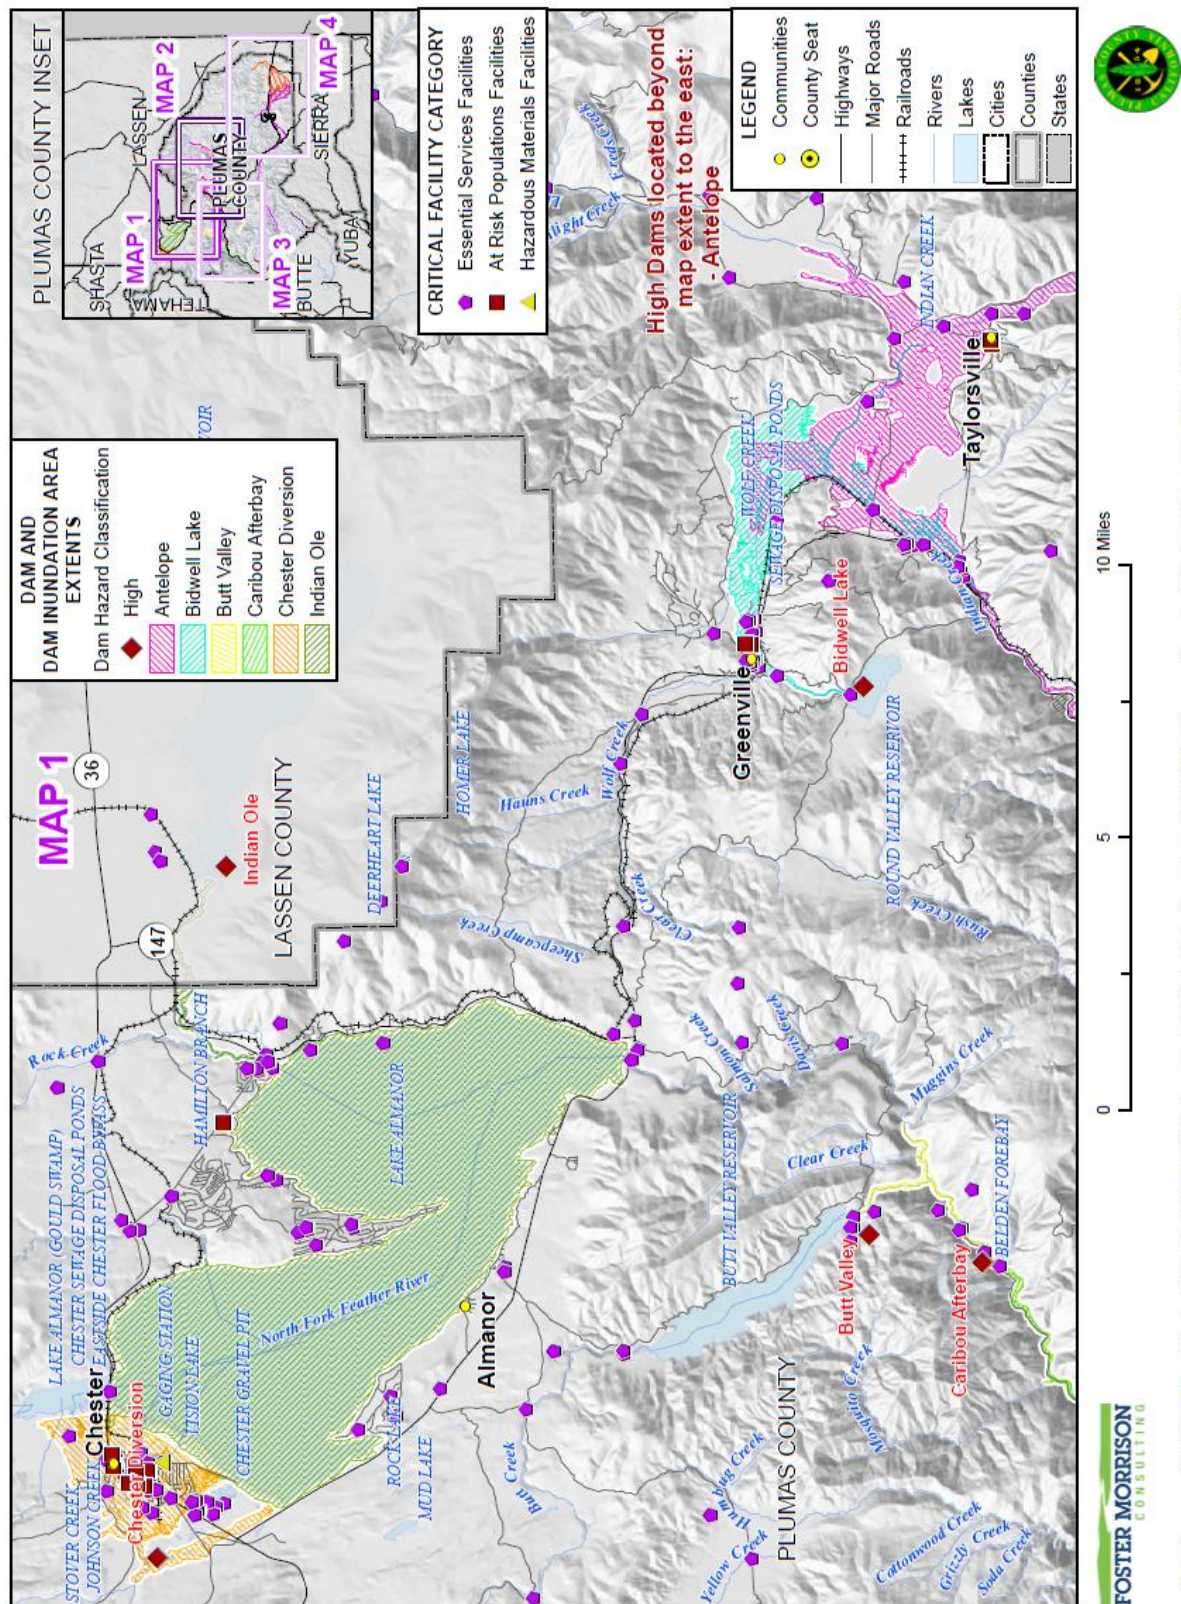 MAP 1
PLUMAS COUNTY INSET
SHASTA
LASSEN
TEHAMA
PLUMAS
COUNTY
BUTTE
SIERRA
YUBA
MAP 1
MAP 2
MAP 3
MAP 4
DAM AND
DAM INUNDATION AREA
EXTENTS
Dam Hazard Classification
High
Antelope
Bidwell Lake
Butt Valley
Caribou Afterbay
Chester Diversion
Indian Ole
CRITICAL FACILITY CATEGORY
Essential Services Facilities
At Risk Populations Facilities
Hazardous Materials Facilities
High Dams located beyond
map extent to the east:
- Antelope
LEGEND
Communities
County Seat
Highways
Major Roads
Railroads
Rivers
Lakes
Cities
Counties
States
36
147
LAKE ALMANOR (GOULD SWAMP)
CHESTER SEWAGE DISPOSAL PONDS
EASTSIDE CHESTER FLOOD BYPASS
STOVER CREEK
JOHNSON CREEK
Chester
Chester Diversion
GAGING STATION
VISION LAKE
CHESTER GRAVEL PIT
North Fork Feather River
Rock Creek
HAMILTON BRANCH
LAKE ALMANOR
Indian Ole
LASSEN COUNTY
DEERHEART LAKE
HOMER LAKE
VOIR
ROCK LAKE
MUD LAKE
Almanor
Butt Creek
Sheepcamp Creek
Hauns Creek
Wolf Creek
Clear Creek
Greenville
WOLF CREEK
SEWAGE DISPOSAL PONDS
Bidwell Lake
ROUND VALLEY RESERVOIR
Rush Creek
Indian Creek
INDIAN CREEK
Taylorsville
light Creek
Freds Creek
L
Salmon Creek
Davis Creek
Muggins Creek
BUTT VALLEY RESERVOIR
Clear Creek
Butt Valley
Caribou Afterbay
BELDEN FOREBAY
Mosquito Creek
PLUMAS COUNTY
Humbug Creek
Yellow Creek
Cottonwood Creek
Grizzly Creek
Soda Creek
0
5
10 Miles
FOSTER MORRISON
CONSULTING